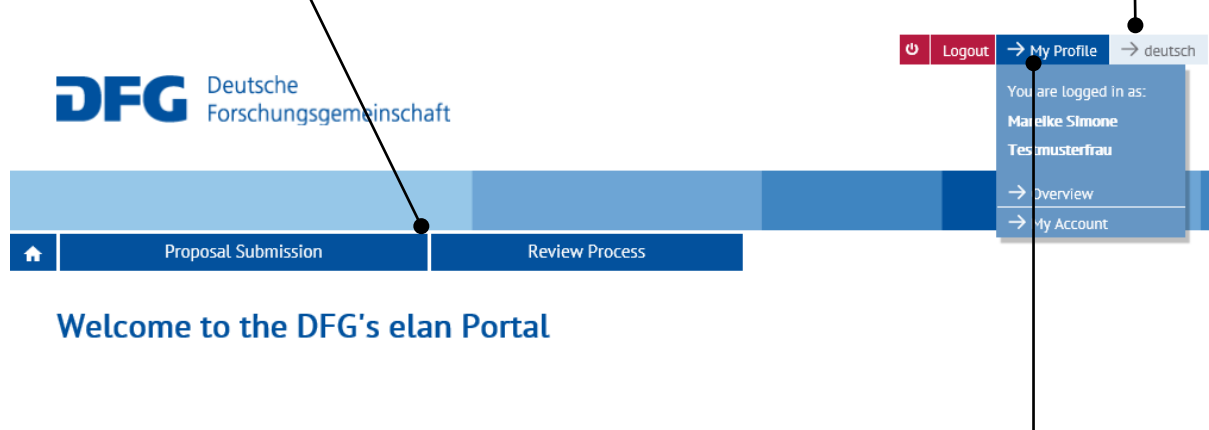 Logout
My Profile
deutsch
DFG Deutsche
Forschungsgemeinschaft
You are logged in as:
Mareike Simone
Testmusterfrau
Overview
My Account
Proposal Submission
Review Process
Welcome to the DFG's elan Portal